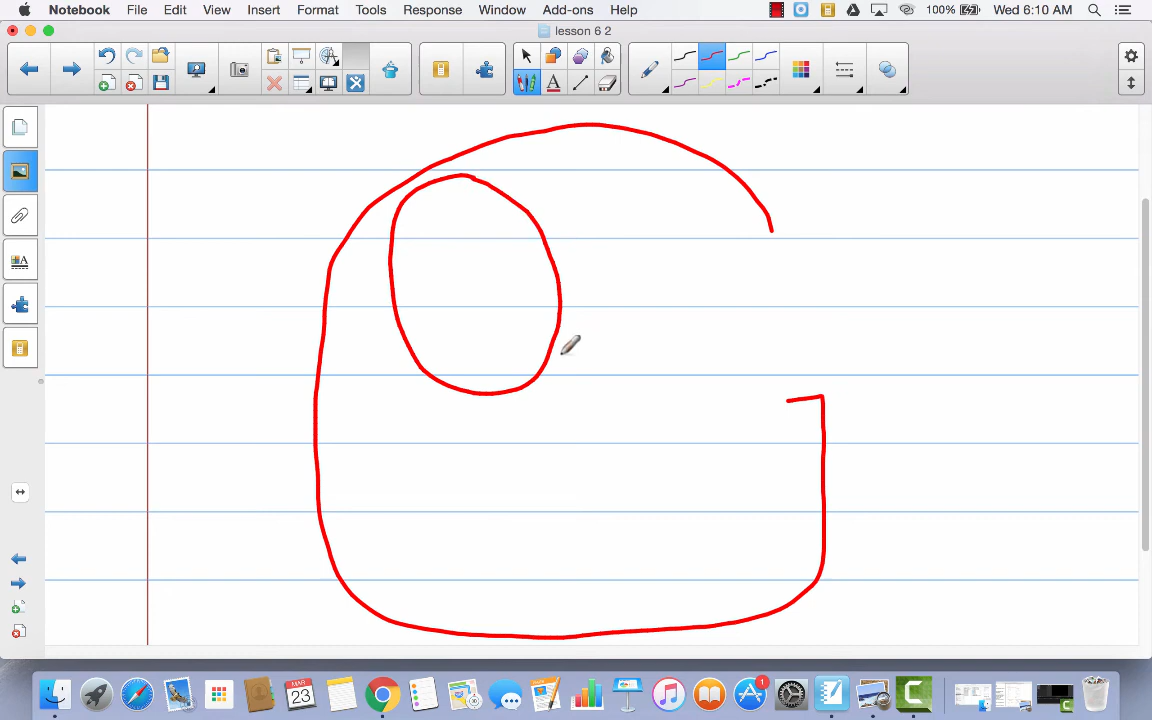 Notebook File Edit View Insert Format Tools Response Window Add-ons Help 100% Wed 6:10 AM
lesson 6 2
A
A
G
1
MAR
23